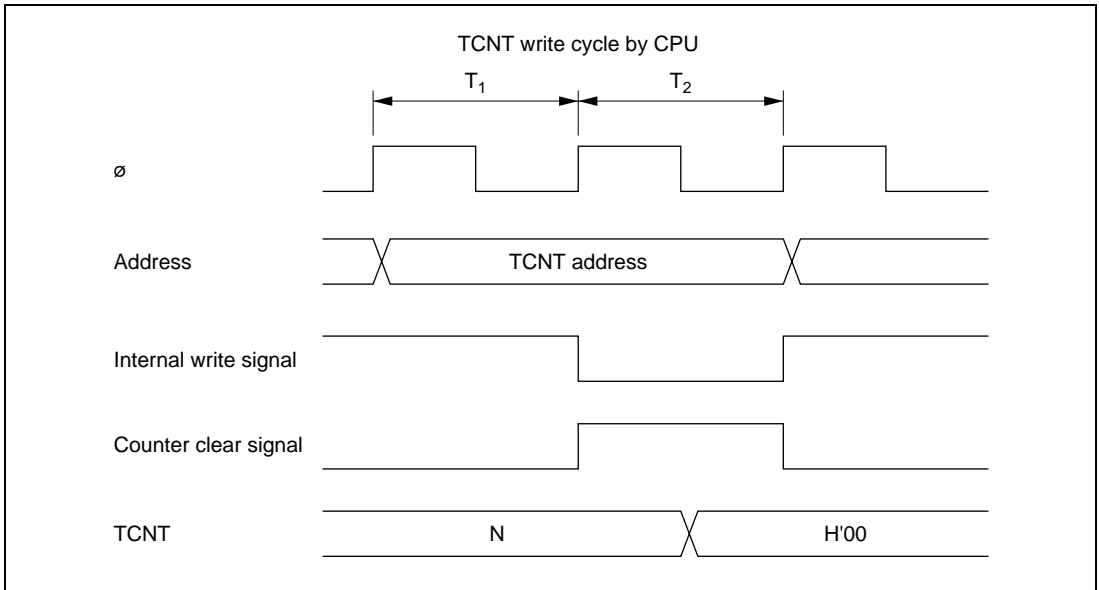 TCNT write cycle by CPU
T₁ T₂
ø
Address TCNT address
Internal write signal
Counter clear signal
TCNT N H'00